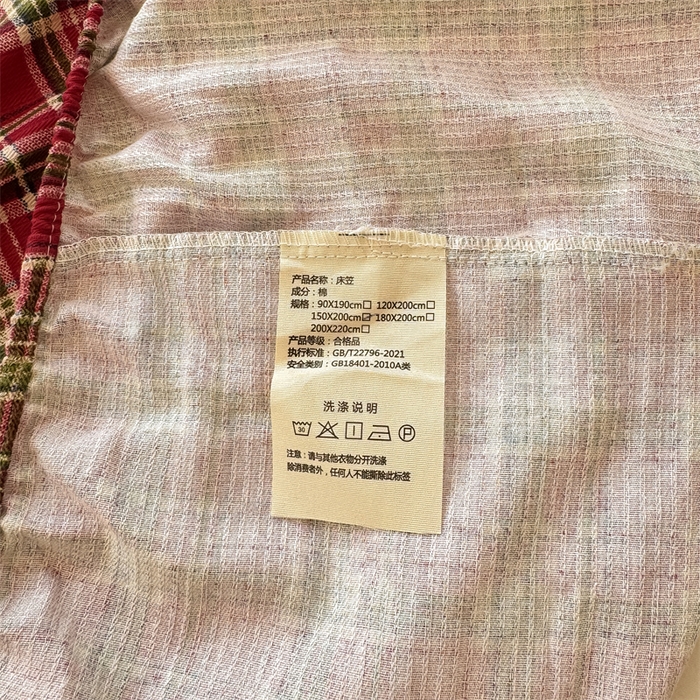 产品名称：床笠
成分：棉
规格：90X190cm□ 120X200cm□
150X200cm☑ 180X200cm□
200X220cm□
产品等级：合格品
执行标准：GB/T22796-2021
安全类别：GB18401-2010A类
洗涤说明
30 P
注意：请与其他衣物分开洗涤
除消费者外，任何人不能撕除此标签